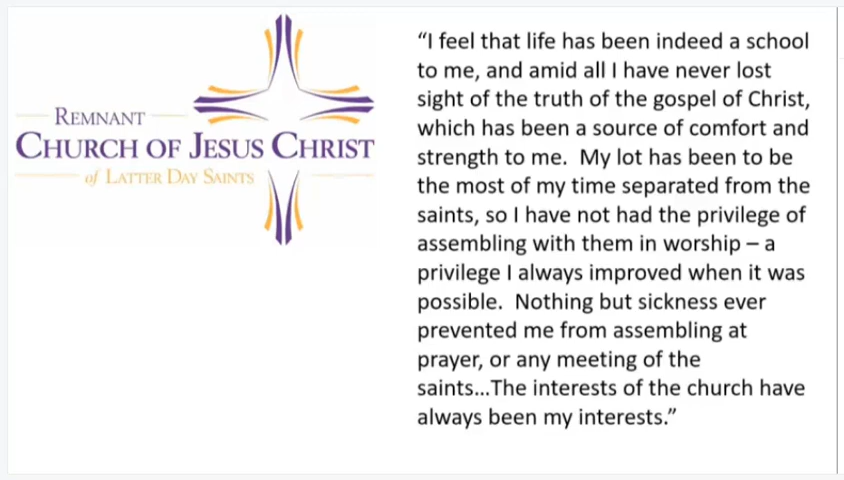 REMNANT
CHURCH OF JESUS CHRIST
of LATTER DAY SAINTS
“I feel that life has been indeed a school
to me, and amid all I have never lost
sight of the truth of the gospel of Christ,
which has been a source of comfort and
strength to me.  My lot has been to be
the most of my time separated from the
saints, so I have not had the privilege of
assembling with them in worship – a
privilege I always improved when it was
possible.  Nothing but sickness ever
prevented me from assembling at
prayer, or any meeting of the
saints...The interests of the church have
always been my interests.”